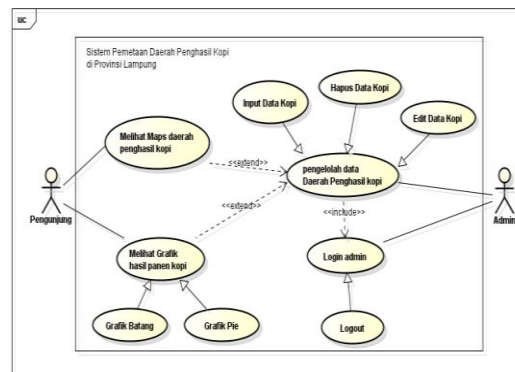 uc
Sistem Pemetaan Daerah Penghasil Kopi
di Provinsi Lampung
Hapus Data Kopi
Input Data Kopi
Edit Data Kopi
Melihat Maps daerah
penghasil kopi
<<extend>>
pengelolah data
Daerah Penghasil kopi
<<extend>>
<<include>>
Pengunjung
Admin
Melihat Grafik
hasil panen kopi
Login admin
Grafik Batang
Grafik Pie
Logout